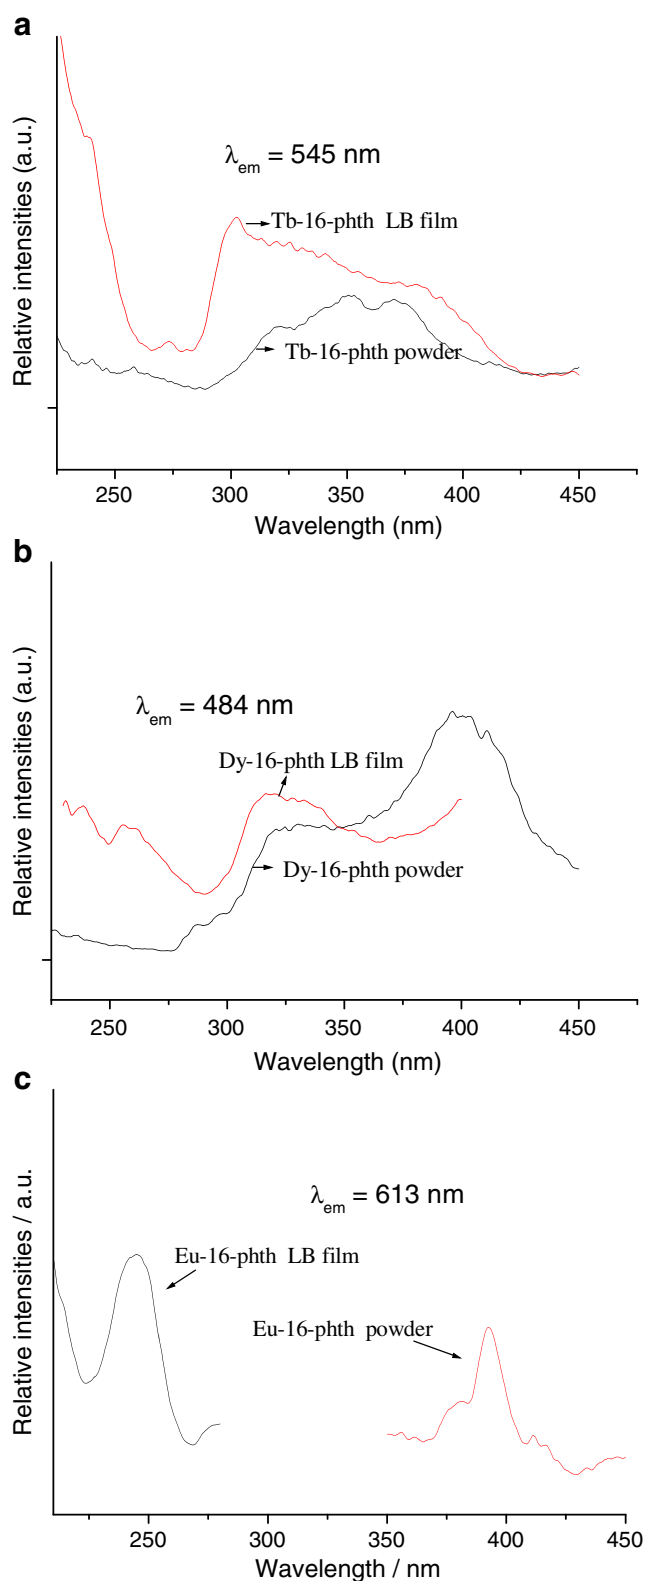 a
Relative intensities (a.u.)
λem = 545 nm
Tb-16-phth  LB film
Tb-16-phth powder
250 300 350 400 450
Wavelength (nm)
b
Relative intensities (a.u.)
λem = 484 nm
Dy-16-phth LB film
Dy-16-phth powder
250 300 350 400 450
Wavelength (nm)
c
Relative intensities / a.u.
λem = 613 nm
Eu-16-phth  LB film
Eu-16-phth  powder
250 300 350 400 450
Wavelength / nm